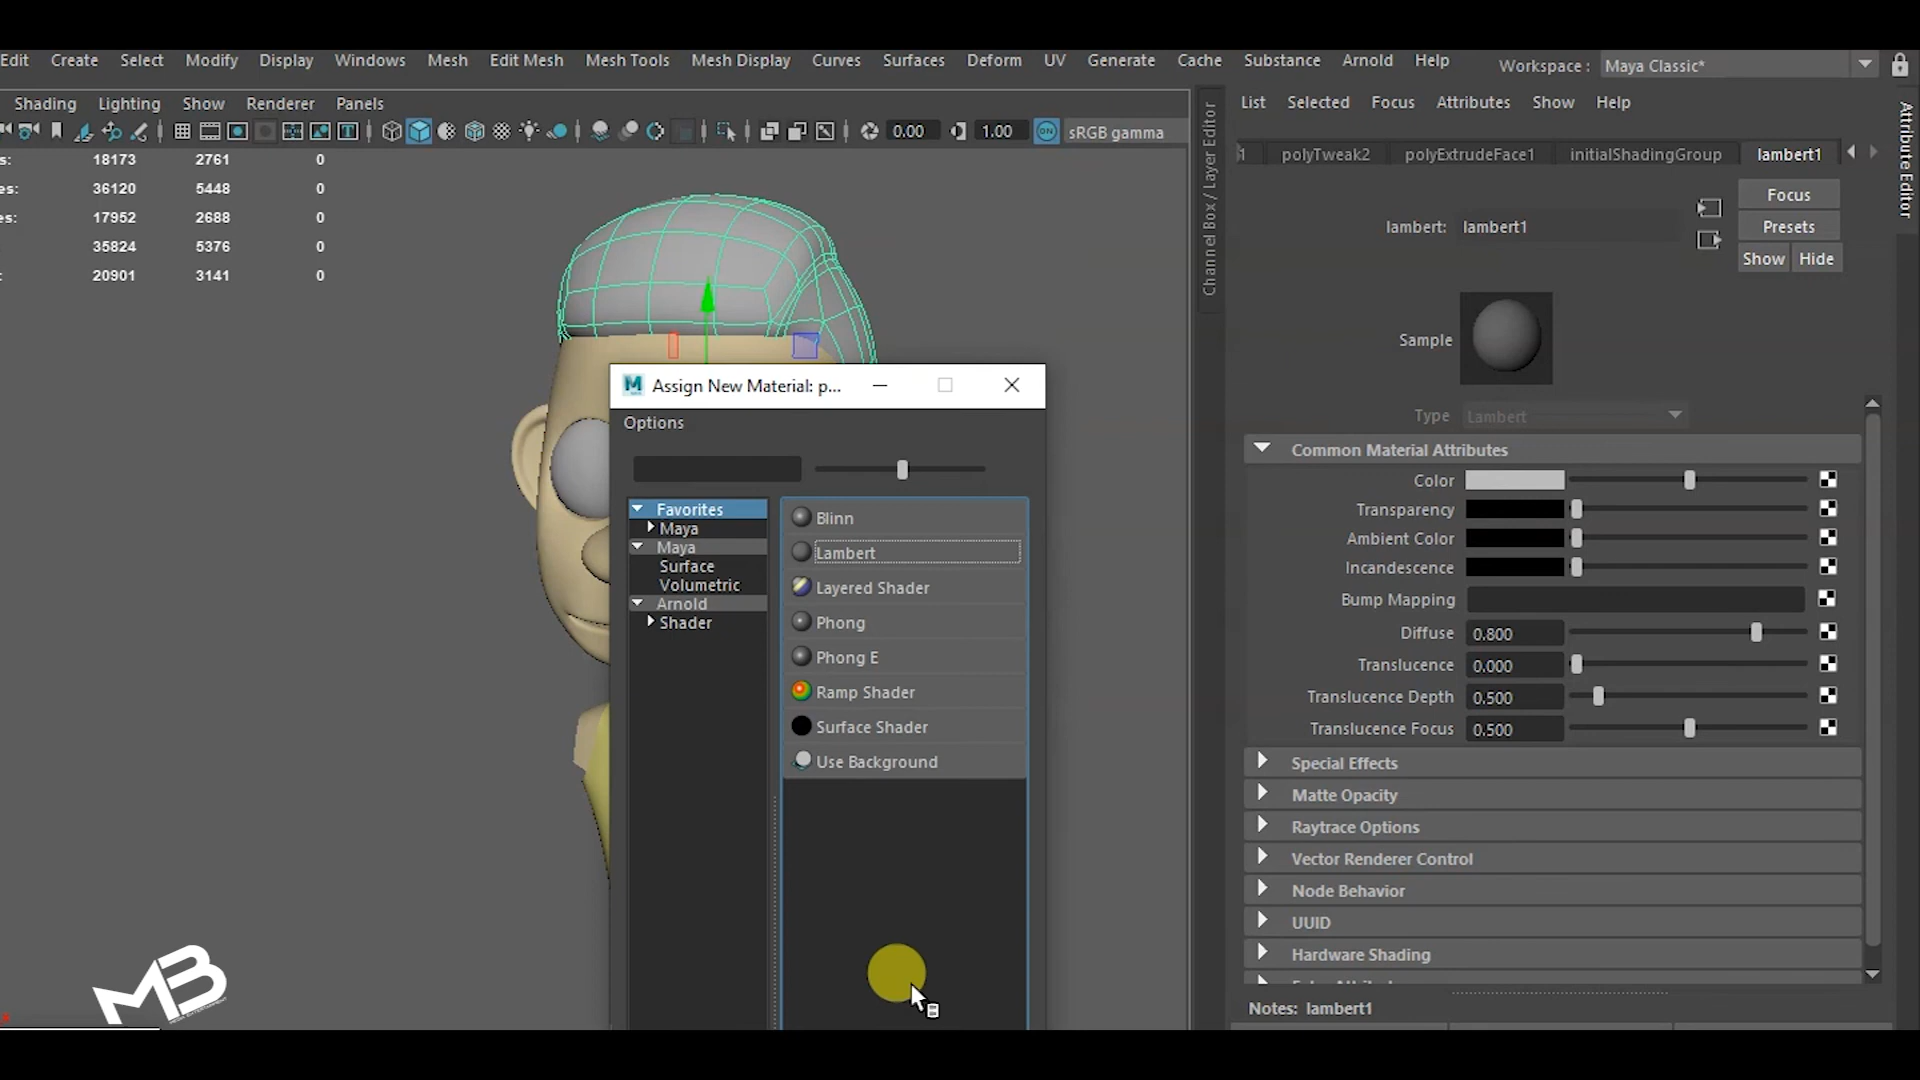 Edit Create Select Modify Display Windows Mesh Edit Mesh Mesh Tools Mesh Display Curves Surfaces Deform UV Generate Cache Substance Arnold Help Workspace : Maya Classic*
Shading Lighting Show Renderer Panels
0.00 1.00 ON sRGB gamma
s: 18173 2761 0
es: 36120 5448 0
es: 17952 2688 0
35824 5376 0
: 20901 3141 0
Assign New Material: p...
Options
Favorites
Maya
Maya
Surface
Volumetric
Arnold
Shader
Blinn
Lambert
Layered Shader
Phong
Phong E
Ramp Shader
Surface Shader
Use Background
Channel Box / Layer Editor
List Selected Focus Attributes Show Help
1 polyTweak2 polyExtrudeFace1 initialShadingGroup lambert1
Attribute Editor
lambert: lambert1
Focus
Presets
Show Hide
Sample
Type Lambert
Common Material Attributes
Color
Transparency
Ambient Color
Incandescence
Bump Mapping
Diffuse 0.800
Translucence 0.000
Translucence Depth 0.500
Translucence Focus 0.500
Special Effects
Matte Opacity
Raytrace Options
Vector Renderer Control
Node Behavior
UUID
Hardware Shading
Notes: lambert1
MB